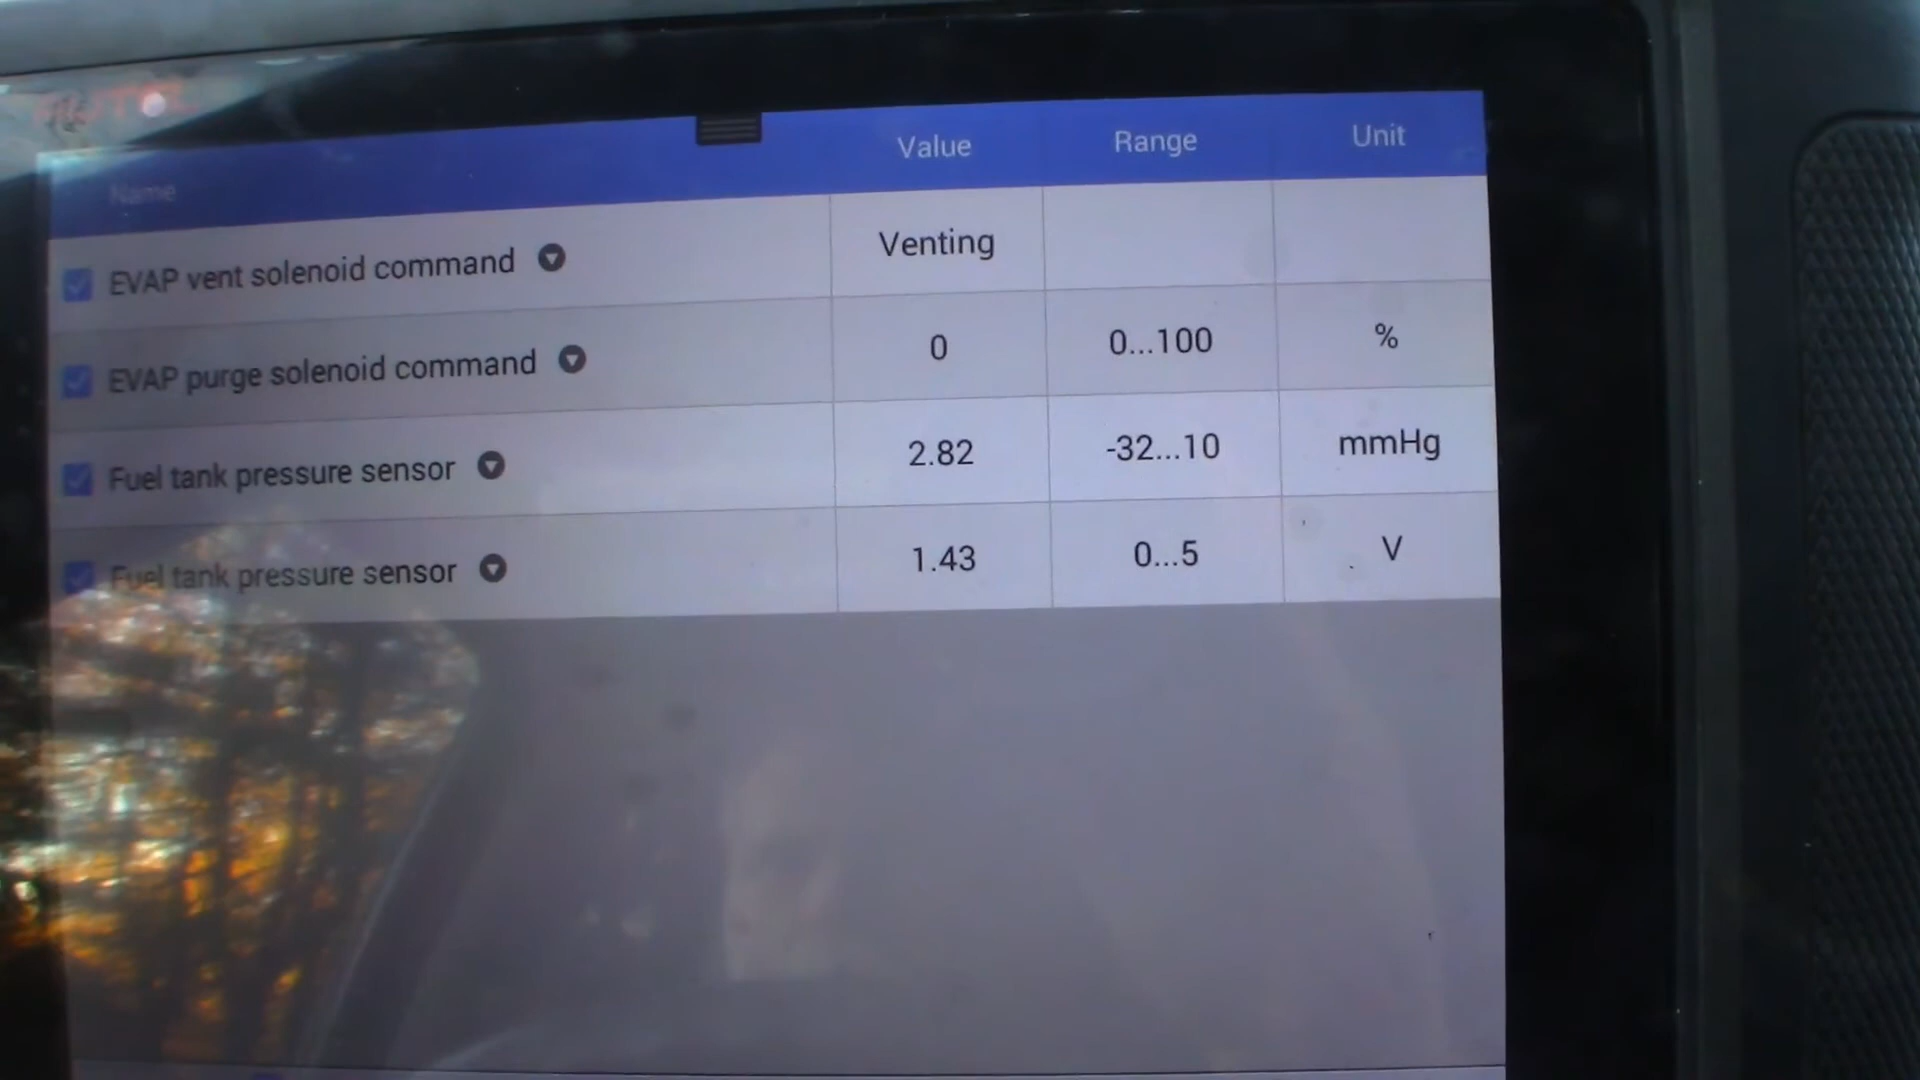 AUTEL
Name Value Range Unit
EVAP vent solenoid command Venting
EVAP purge solenoid command 0 0...100 %
Fuel tank pressure sensor 2.82 -32...10 mmHg
Fuel tank pressure sensor 1.43 0...5 V